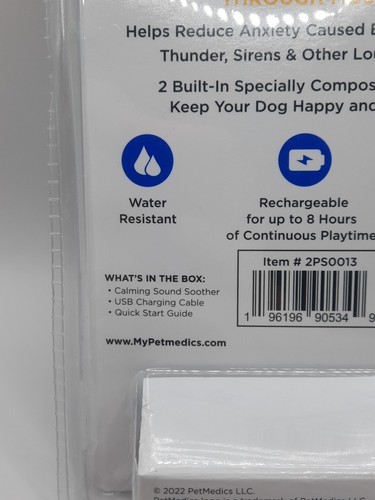 Helps Reduce Anxiety Caused
Thunder, Sirens & Other
2 Built-In Specially
Keep Your Dog Happy and
Water
Resistant
Rechargeable
for up to 8 Hours
of Continuous Playtime
Item # 2PS0013
1 96196 90534 9
WHAT'S IN THE BOX:
• Calming Sound Soother
• USB Charging Cable
• Quick Start Guide
www.MyPetmedics.com
© 2022 PetMedics LLC.